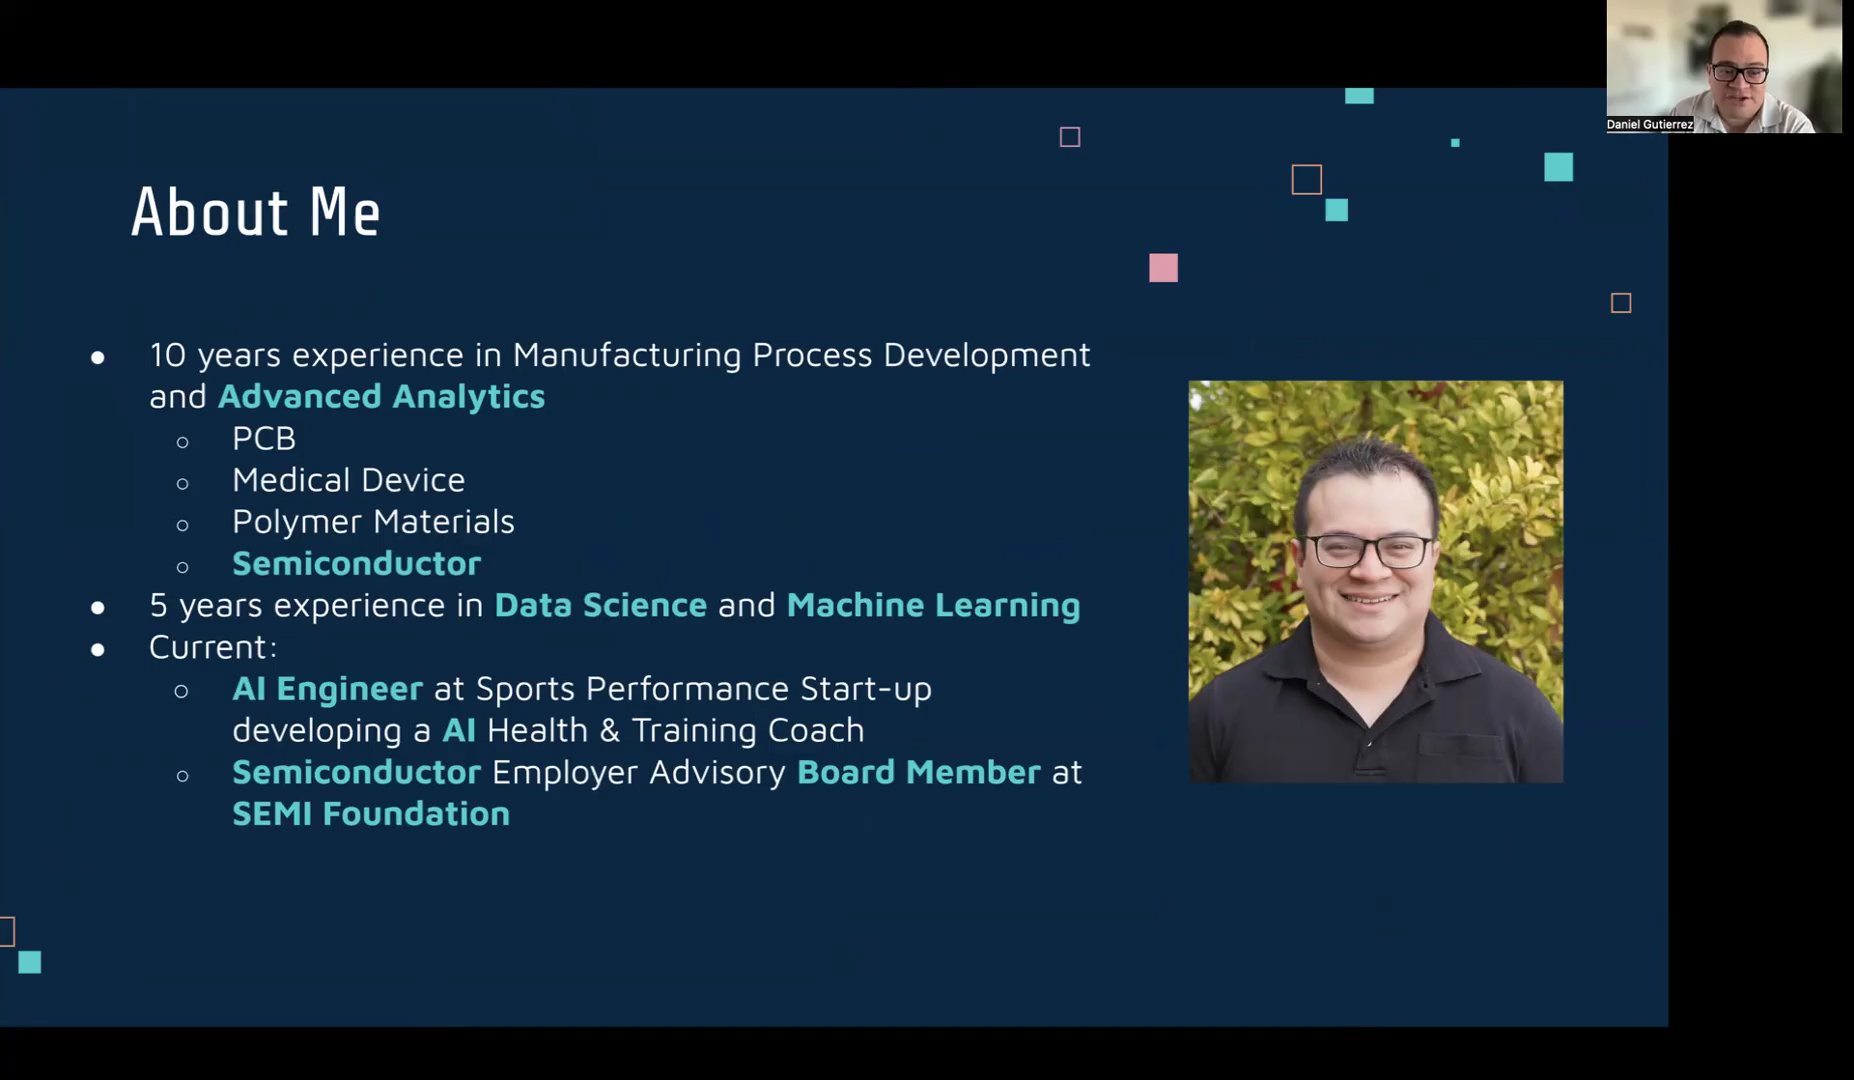 Daniel Gutierrez
About Me
10 years experience in Manufacturing Process Development
and Advanced Analytics
PCB
Medical Device
Polymer Materials
Semiconductor
5 years experience in Data Science and Machine Learning
Current:
AI Engineer at Sports Performance Start-up
developing a AI Health & Training Coach
Semiconductor Employer Advisory Board Member at
SEMI Foundation